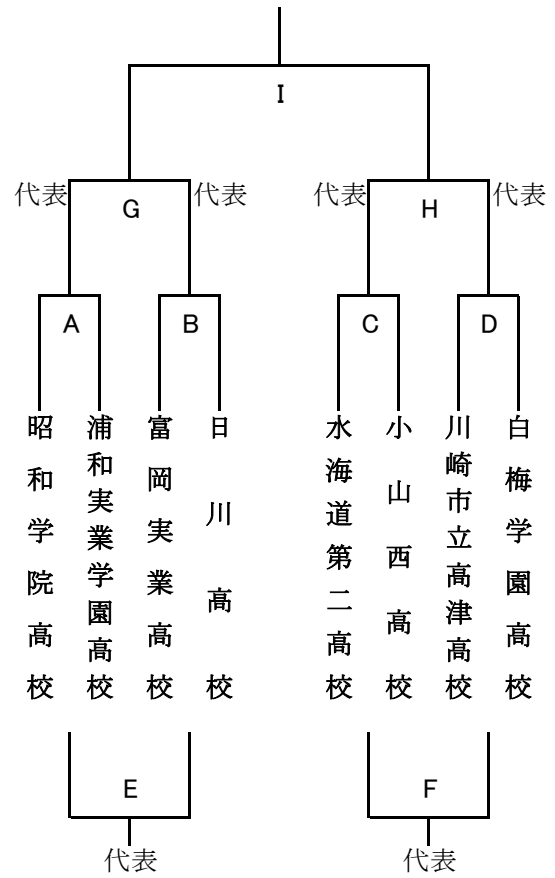 I
代表
G
代表
代表
H
代表
A
B
C
D
昭和学院高校
浦和実業学園高校
富岡実業高校
日川高校
水海道第二高校
小山西高校
川崎市立高津高校
白梅学園高校
E
F
代表
代表